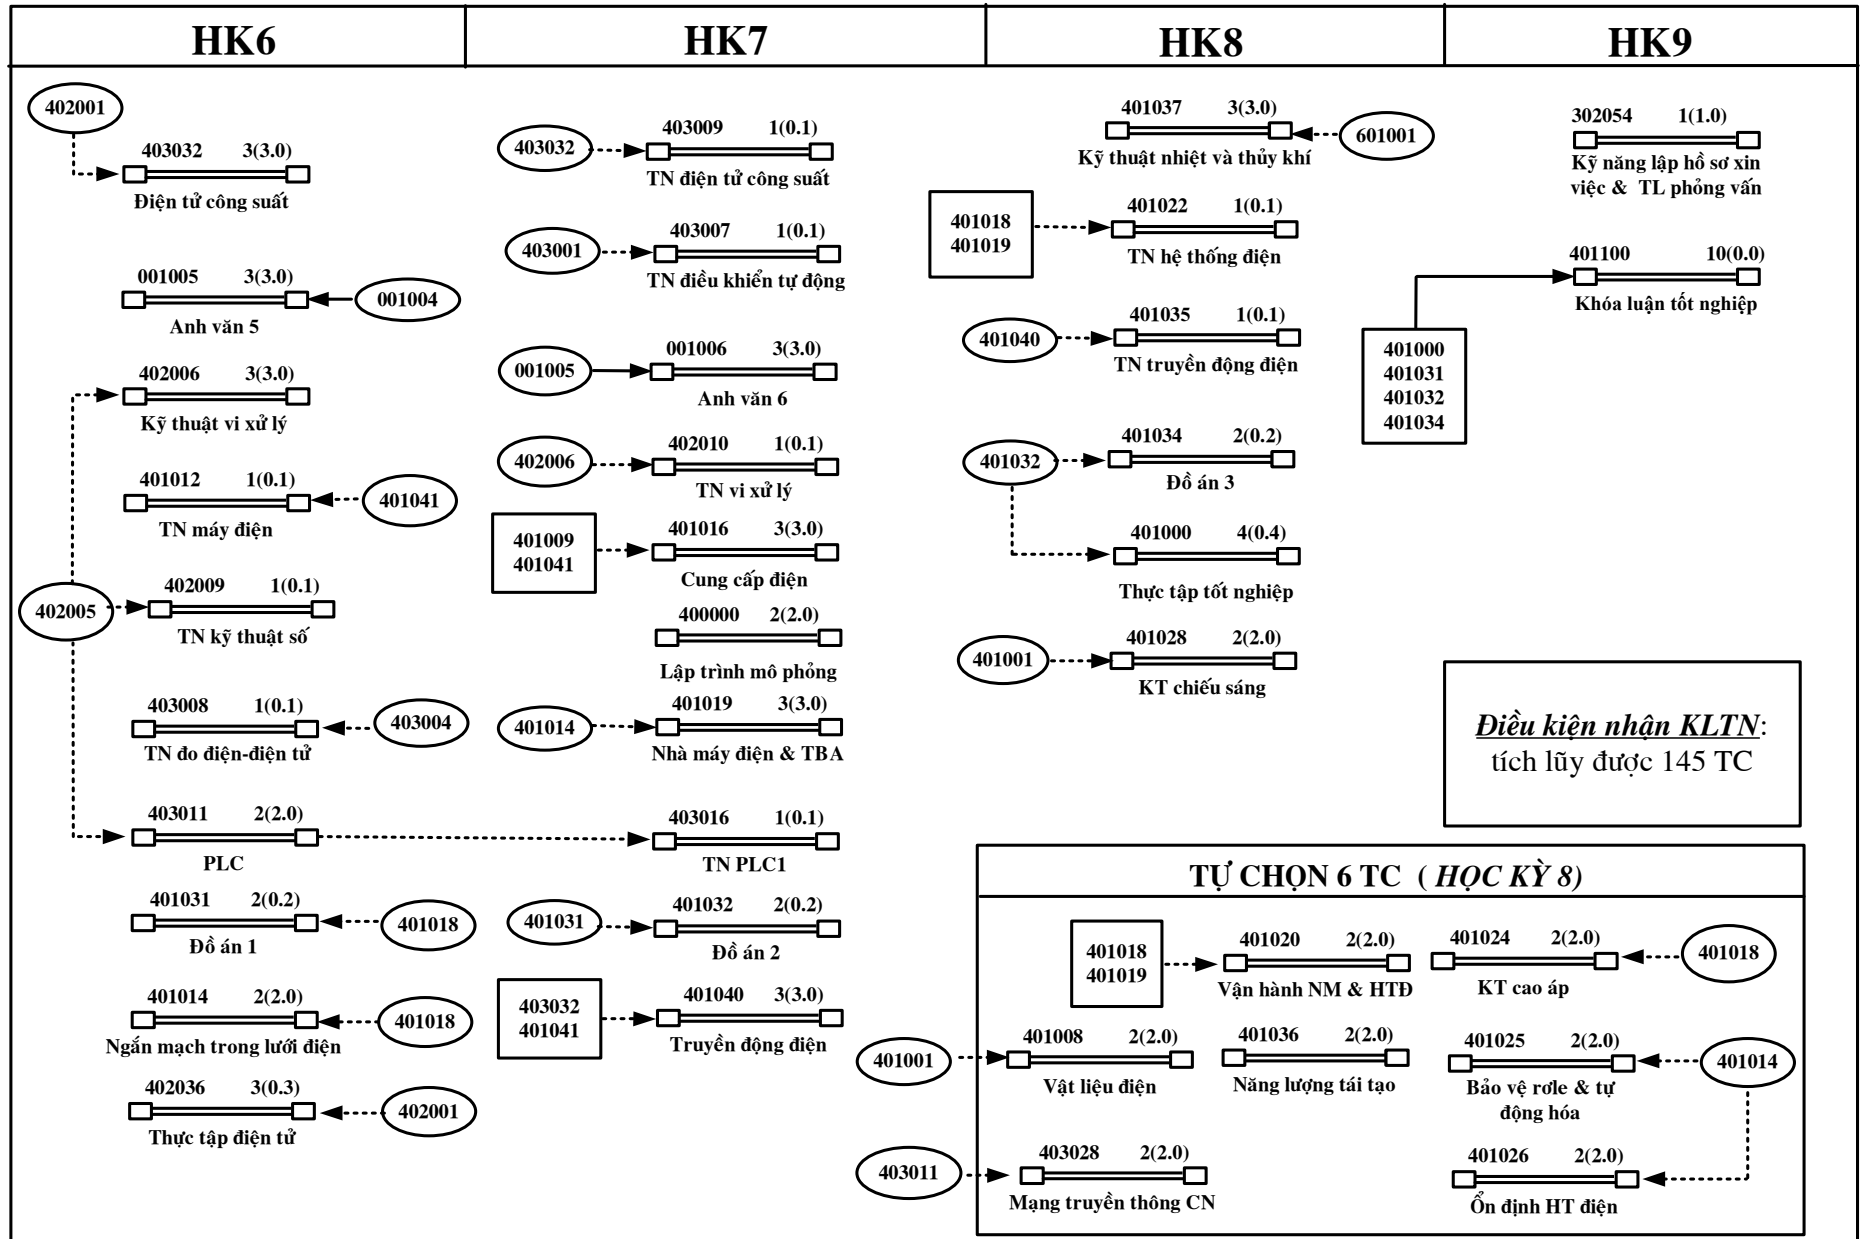 HK6
HK7
HK8
HK9
402001
403032 3(3.0)
Điện tử công suất
001005 3(3.0)
001004
Anh văn 5
402006 3(3.0)
Kỹ thuật vi xử lý
401012 1(0.1)
401041
TN máy điện
402009 1(0.1)
402005
TN kỹ thuật số
403008 1(0.1)
403004
TN đo điện-điện tử
403011 2(2.0)
PLC
401031 2(0.2)
401018
Đồ án 1
401014 2(2.0)
401018
Ngắn mạch trong lưới điện
402036 3(0.3)
402001
Thực tập điện tử
403032
403009 1(0.1)
TN điện tử công suất
403001
403007 1(0.1)
TN điều khiển tự động
001005
001006 3(3.0)
Anh văn 6
402006
402010 1(0.1)
TN vi xử lý
401009
401041
401016 3(3.0)
Cung cấp điện
400000 2(2.0)
Lập trình mô phỏng
401014
401019 3(3.0)
Nhà máy điện & TBA
403016 1(0.1)
TN PLC1
401031
401032 2(0.2)
Đồ án 2
403032
401041
401040 3(3.0)
Truyền động điện
401037 3(3.0)
601001
Kỹ thuật nhiệt và thủy khí
401018
401019
401022 1(0.1)
TN hệ thống điện
401040
401035 1(0.1)
TN truyền động điện
401032
401034 2(0.2)
Đồ án 3
401000 4(0.4)
Thực tập tốt nghiệp
401001
401028 2(2.0)
KT chiếu sáng
302054 1(1.0)
Kỹ năng lập hồ sơ xin
việc & TL phỏng vấn
401100 10(0.0)
Khóa luận tốt nghiệp
401000
401031
401032
401034
Điều kiện nhận KLTN:
tích lũy được 145 TC
TỰ CHỌN 6 TC ( HỌC KỲ 8)
401018
401019
401020 2(2.0)
Vận hành NM & HTĐ
401024 2(2.0)
401018
KT cao áp
401001
401008 2(2.0)
Vật liệu điện
401036 2(2.0)
Năng lượng tái tạo
401025 2(2.0)
401014
Bảo vệ rơle & tự
động hóa
403011
403028 2(2.0)
Mạng truyền thông CN
401026 2(2.0)
Ổn định HT điện